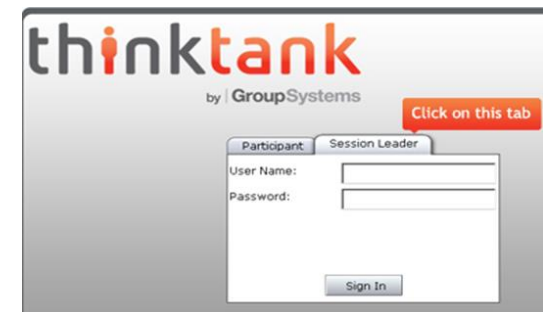 thinktank
by | GroupSystems
Click on this tab
Participant
Session Leader
User Name:
Password:
Sign In